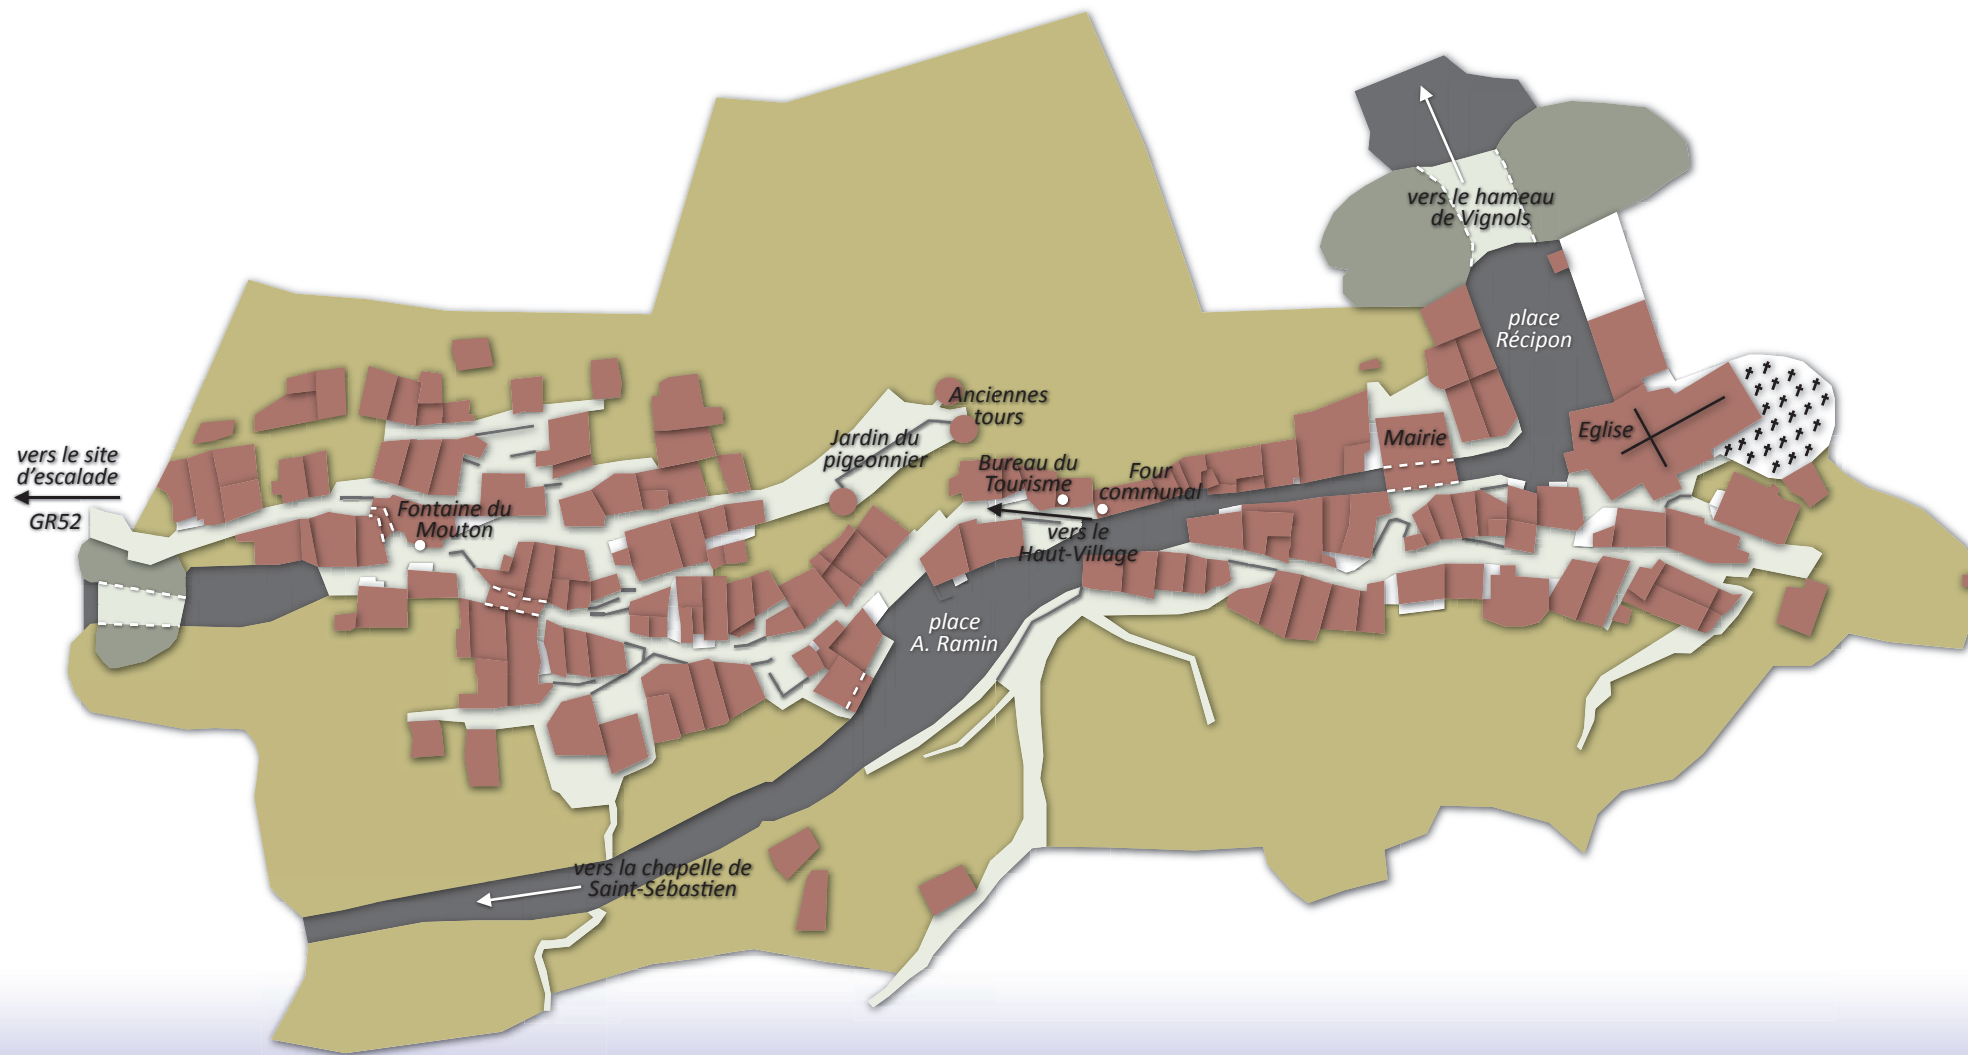 vers le hameau
de Vignols
place
Récipon
Anciennes
tours
Jardin du
pigeonnier
Eglise
Mairie
vers le site
d'escalade
GR52
Bureau du
Tourisme
Four
communal
Fontaine du
Mouton
vers le
Haut-Village
place
A. Ramin
vers la chapelle de
Saint-Sébastien